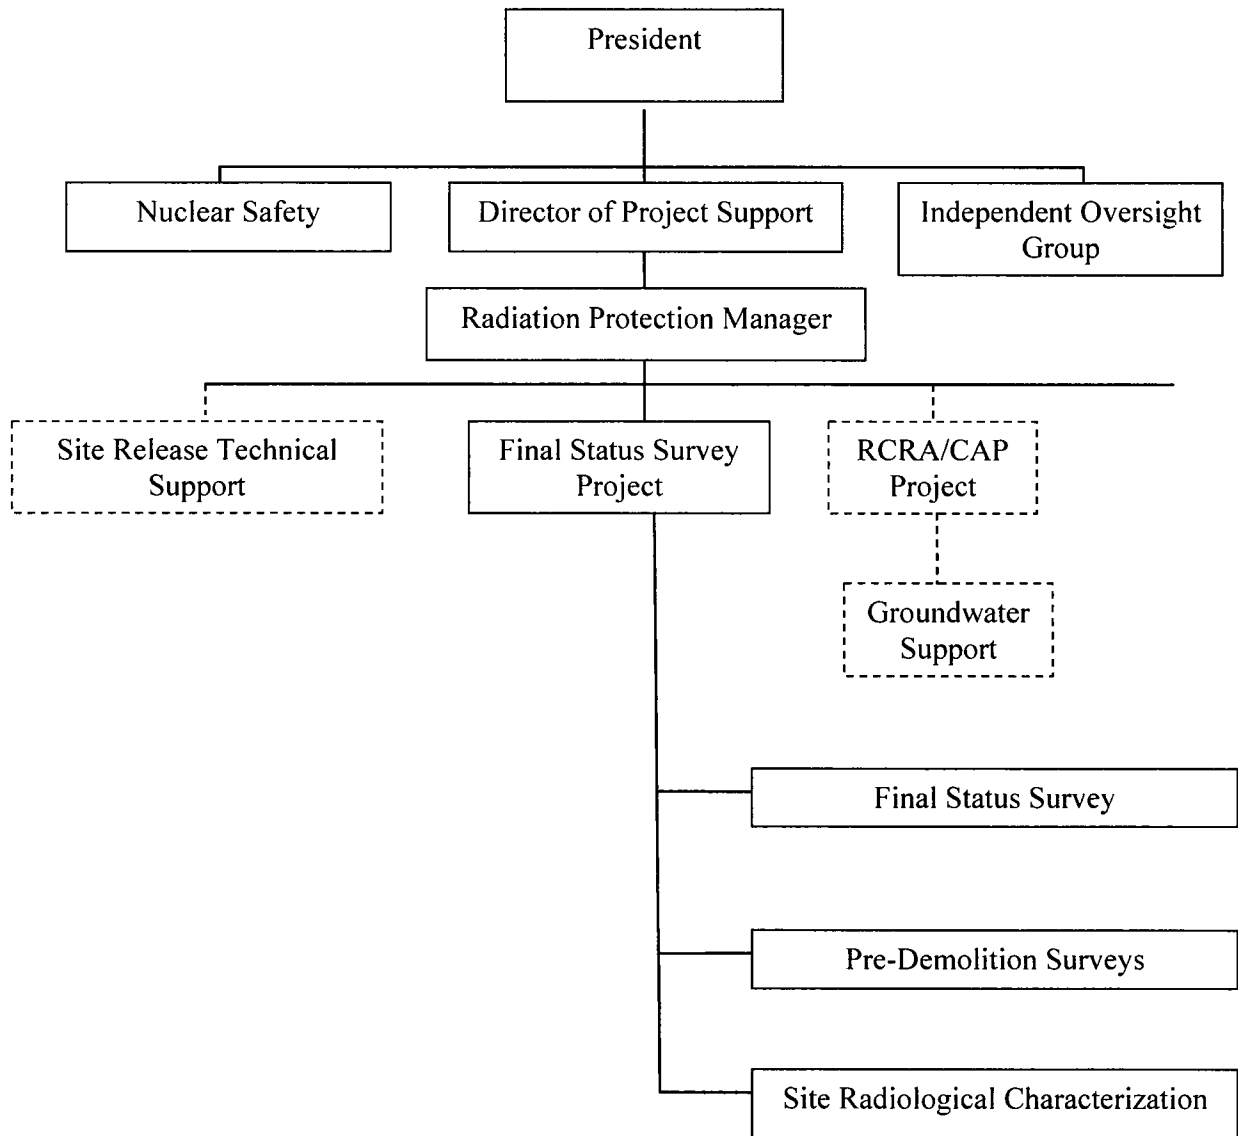 President
Nuclear Safety
Director of Project Support
Independent Oversight
Group
Radiation Protection Manager
Site Release Technical
Support
Final Status Survey
Project
RCRA/CAP
Project
Groundwater
Support
Final Status Survey
Pre-Demolition Surveys
Site Radiological Characterization